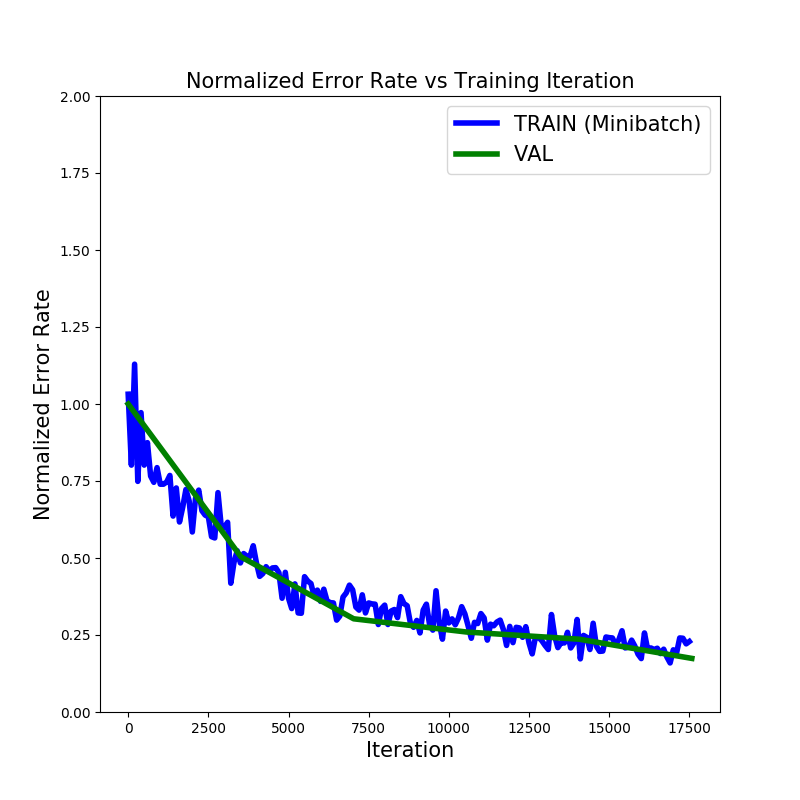 Normalized Error Rate vs Training Iteration
2.00
1.75
1.50
1.25
1.00
0.75
0.50
0.25
0.00
Normalized Error Rate
TRAIN (Minibatch)
VAL
0 2500 5000 7500 10000 12500 15000 17500
Iteration